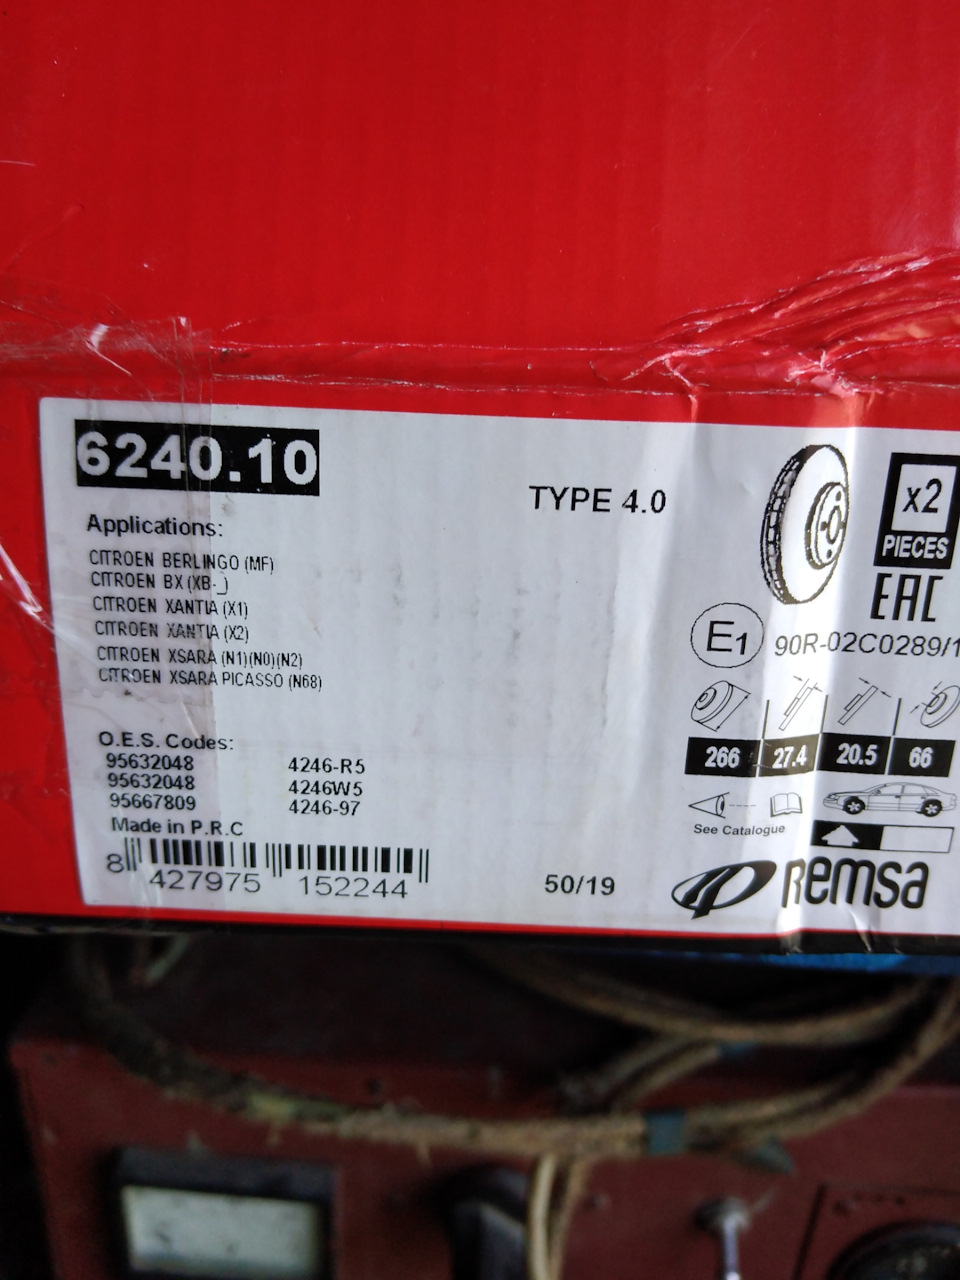 6240.10
TYPE 4.0
x2
PIECES
Applications:
CITROEN BERLINGO (MF)
CITROEN BX (XB-_)
CITROEN XANTIA (X1)
CITROEN XANTIA (X2)
CITROEN XSARA (N1)(N0)(N2)
CITROEN XSARA PICASSO (N68)
EAC
E1 90R-02C0289/1
266 27.4 20.5 66
See Catalogue
O.E.S. Codes:
95632048 4246-R5
95632048 4246W5
95667809 4246-97
Made in P.R.C
8 427975 152244
50/19
Remsa